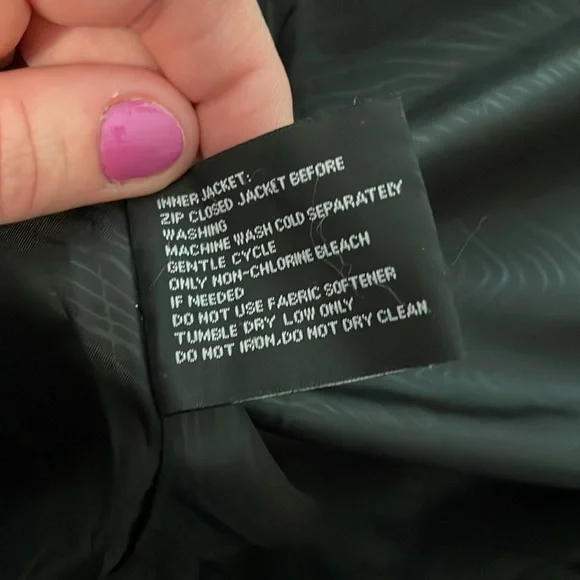 INNER JACKET:
ZIP CLOSED JACKET BEFORE
WASHING
MACHINE WASH COLD SEPARATELY
GENTLE CYCLE
ONLY NON-CHLORINE BLEACH
IF NEEDED
DO NOT USE FABRIC SOFTENER
TUMBLE DRY LOW ONLY
DO NOT IRON.DO NOT DRY CLEAN